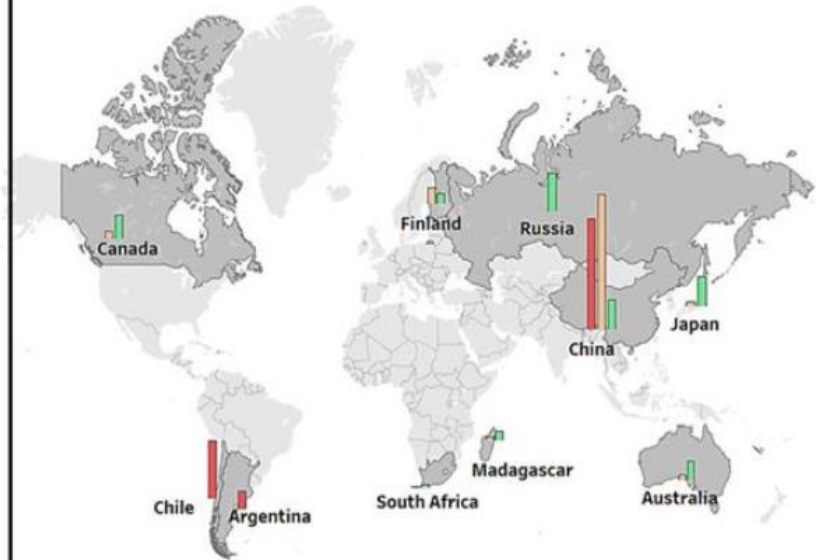 Finland
Russia
Canada
Japan
China
Madagascar
Chile
South Africa
Australia
Argentina